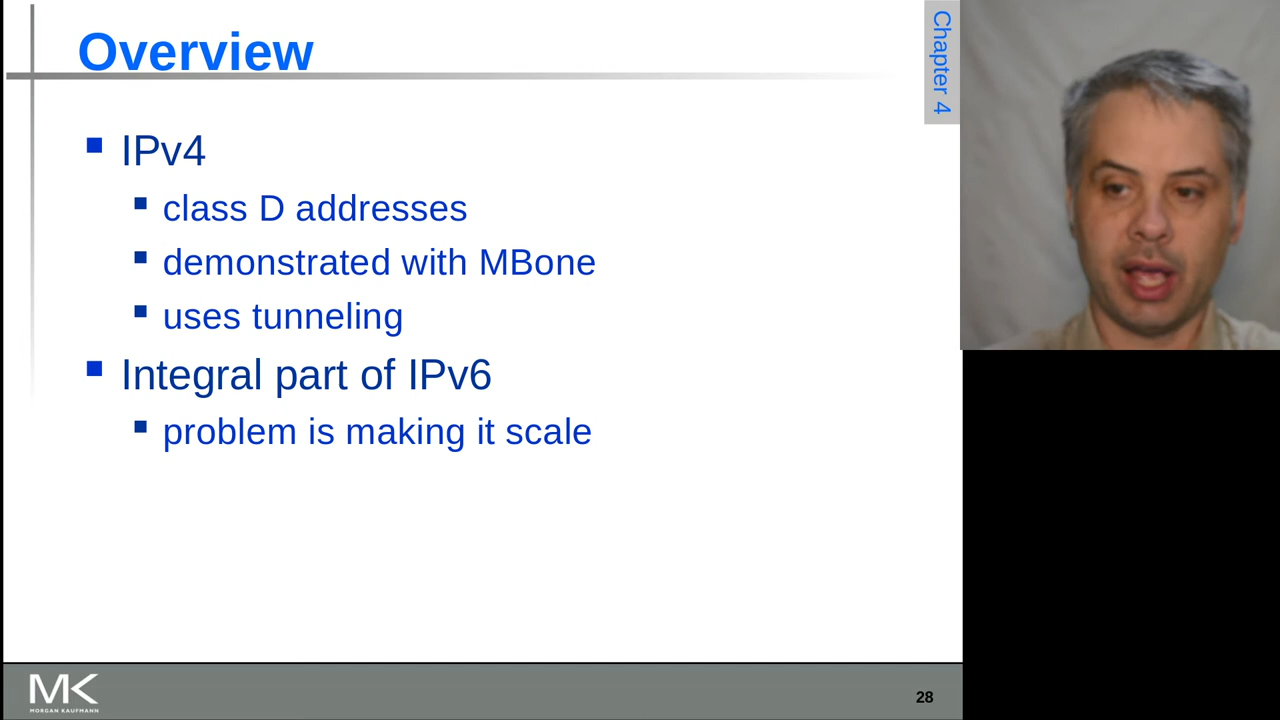 Overview
Chapter 4
IPv4
class D addresses
demonstrated with MBone
uses tunneling
Integral part of IPv6
problem is making it scale
MK
MORGAN KAUFMANN
28